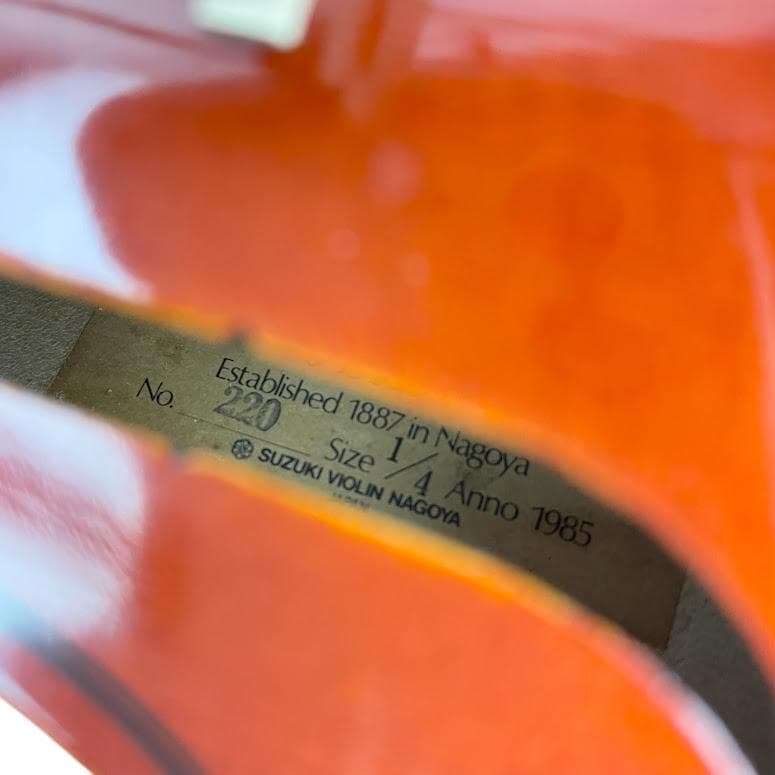 Established 1887 in Nagoya
No. 220 Size 1/4 Anno 1985
SUZUKI VIOLIN NAGOYA